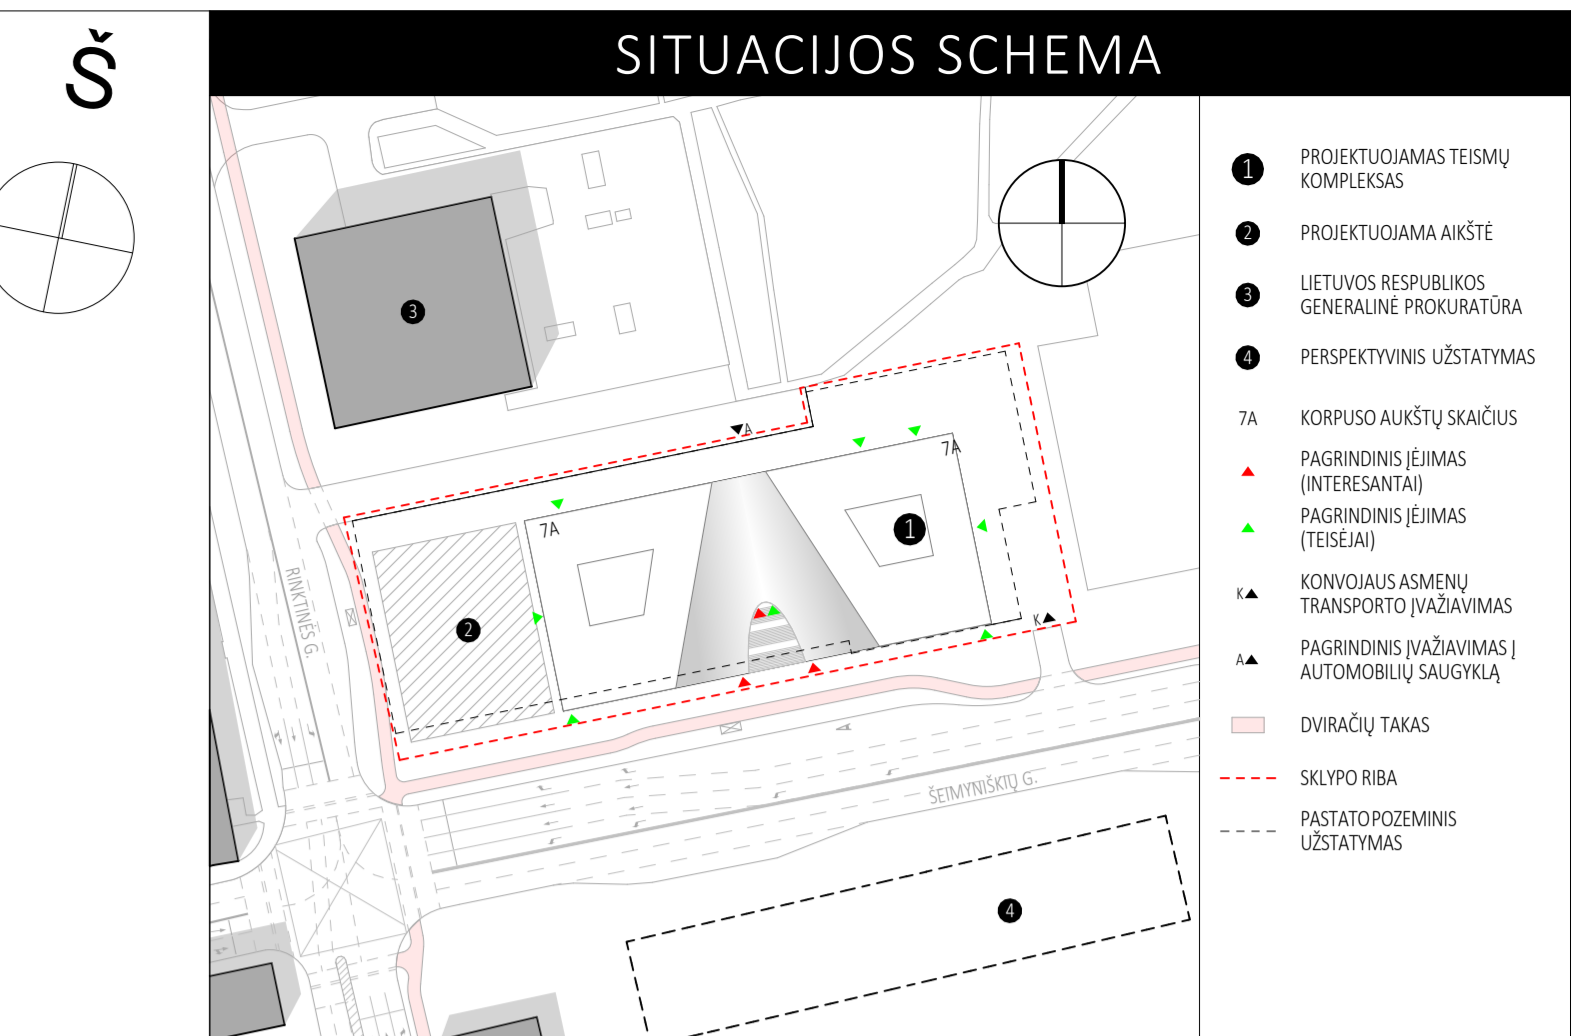 Š
SITUACIJOS SCHEMA
3
A
7A
7A
1
2
K
RINKTINĖS G.
ŠEIMYNIŠKIŲ G.
4
1 PROJEKTUOJAMAS TEISMŲ
KOMPLEKSAS
2 PROJEKTUOJAMA AIKŠTĖ
3 LIETUVOS RESPUBLIKOS
GENERALINĖ PROKURATŪRA
4 PERSPEKTYVINIS UŽSTATYMAS
7A KORPUSO AUKŠTŲ SKAIČIUS
PAGRINDINIS ĮĖJIMAS
(INTERESANTAI)
PAGRINDINIS ĮĖJIMAS
(TEISĖJAI)
K KONVOJAUS ASMENŲ
TRANSPORTO ĮVAŽIAVIMAS
A PAGRINDINIS ĮVAŽIAVIMAS Į
AUTOMOBILIŲ SAUGYKLĄ
DVIRAČIŲ TAKAS
SKLYPO RIBA
PASTATO POZEMINIS
UŽSTATYMAS